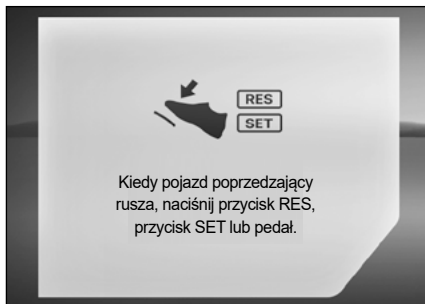 RES
SET
Kiedy pojazd poprzedzający
rusza, naciśnij przycisk RES,
przycisk SET lub pedał.